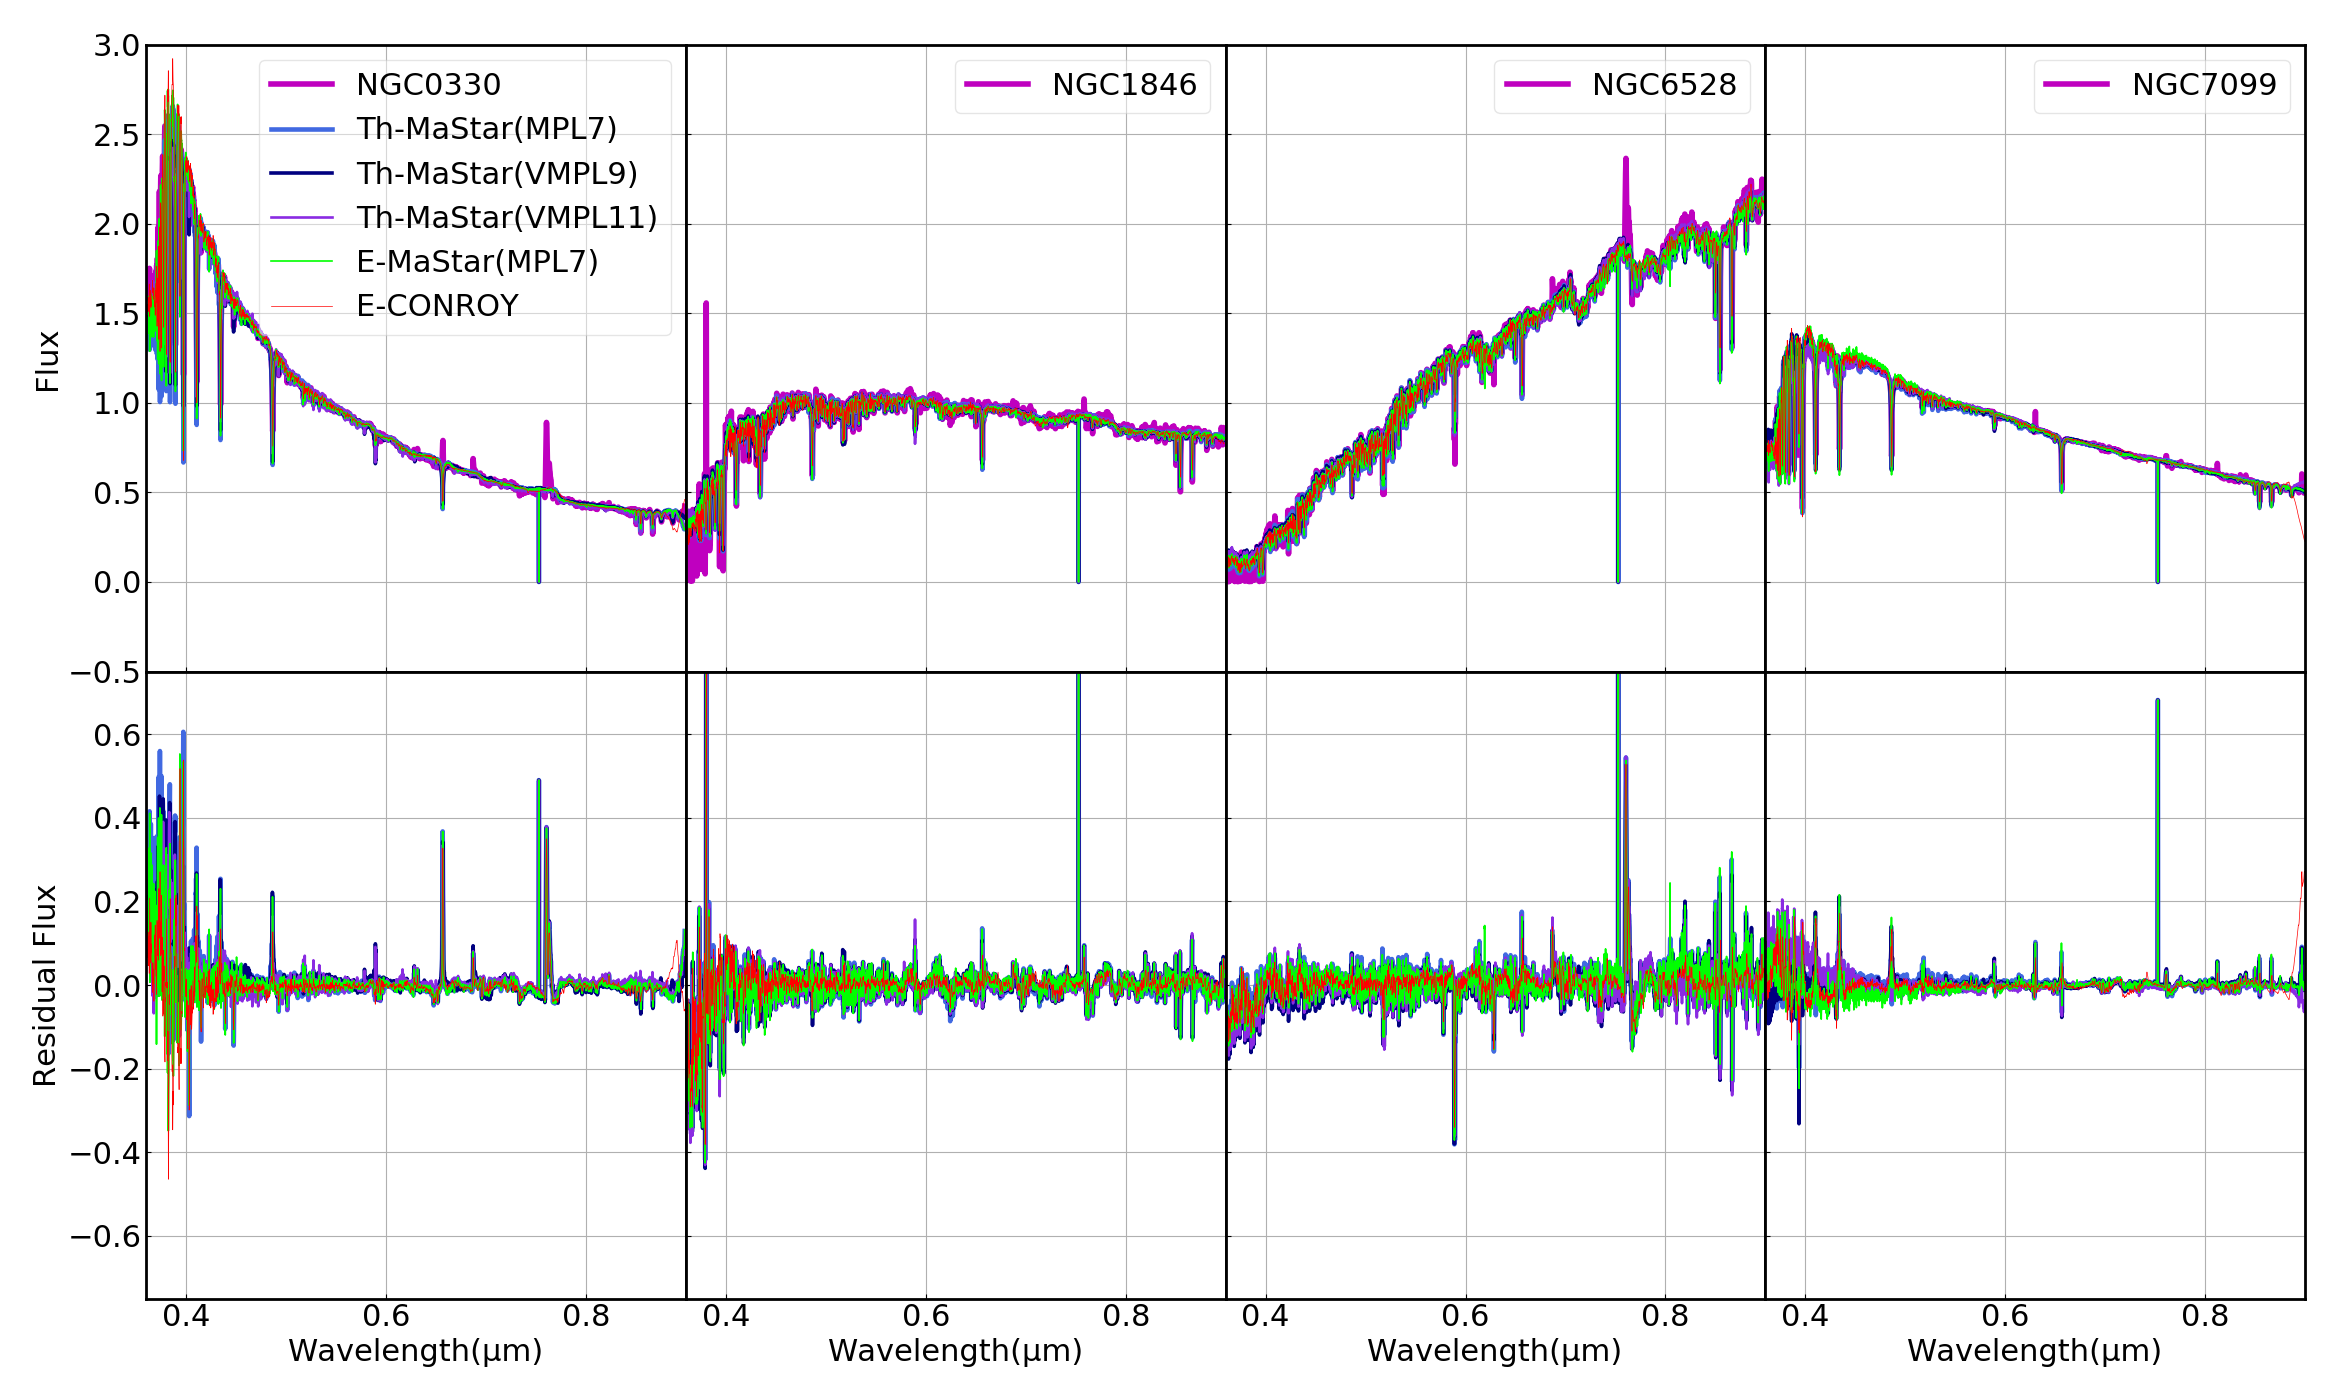 3.0
2.5
2.0
1.5
1.0
0.5
0.0
−0.5
Flux
NGC0330
Th-MaStar(MPL7)
Th-MaStar(VMPL9)
Th-MaStar(VMPL11)
E-MaStar(MPL7)
E-CONROY
NGC1846
NGC6528
NGC7099
0.6
0.4
0.2
0.0
−0.2
−0.4
−0.6
Residual Flux
0.4 0.6 0.8 0.4 0.6 0.8 0.4 0.6 0.8 0.4 0.6 0.8
Wavelength(μm) Wavelength(μm) Wavelength(μm) Wavelength(μm)